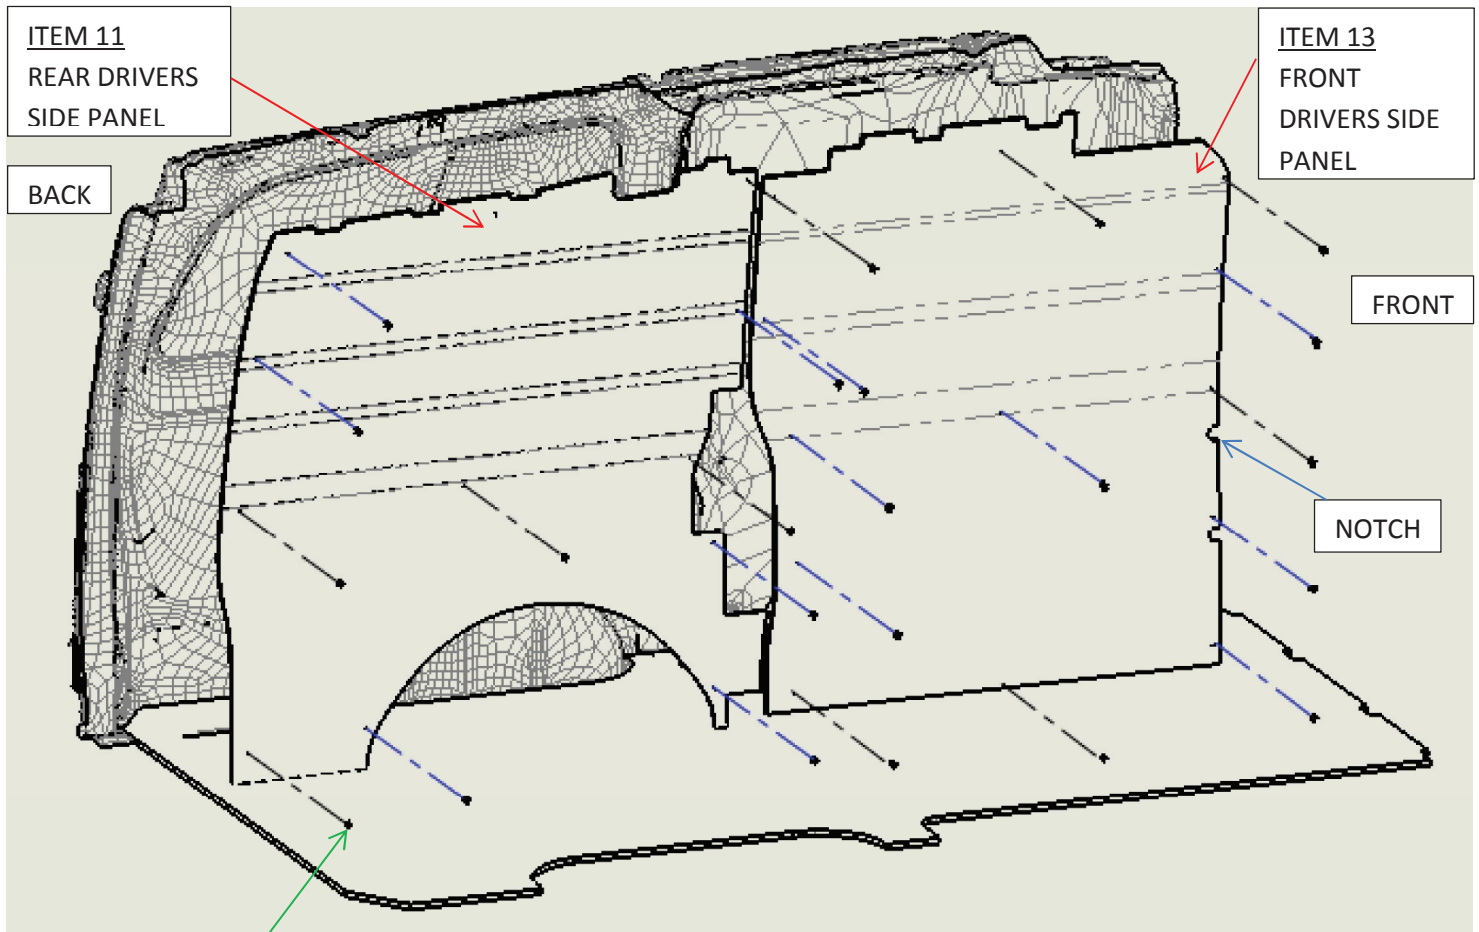 ITEM 11
REAR DRIVERS
SIDE PANEL
ITEM 13
FRONT
DRIVERS SIDE
PANEL
BACK
FRONT
NOTCH